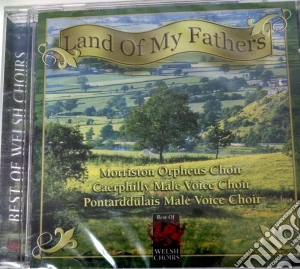 Land Of My Fathers
BEST OF WELSH CHOIRS
Morriston Orpheus Choir
Caerphilly Male Voice Choir
Pontarddulais Male Voice Choir
Best Of
WELSH
CHOIRS